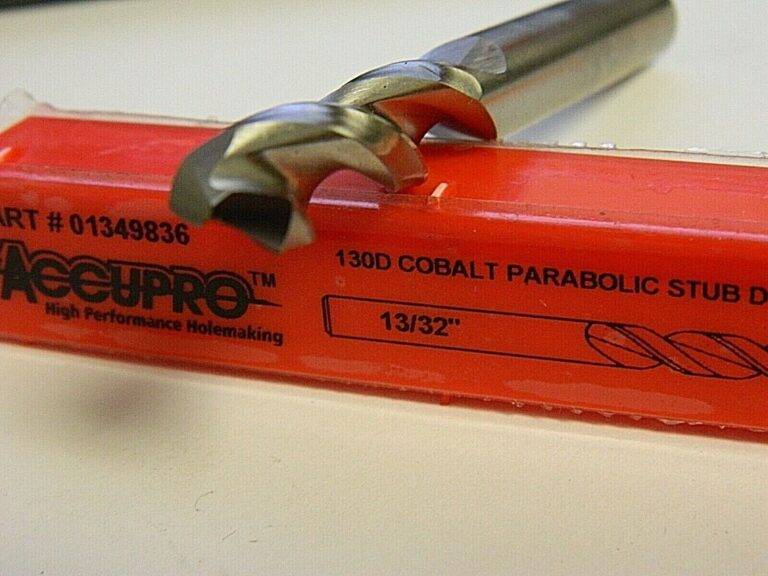 ART # 01349836
ACCUPRO™
High Performance Holemaking
130D COBALT PARABOLIC STUB D
13/32"